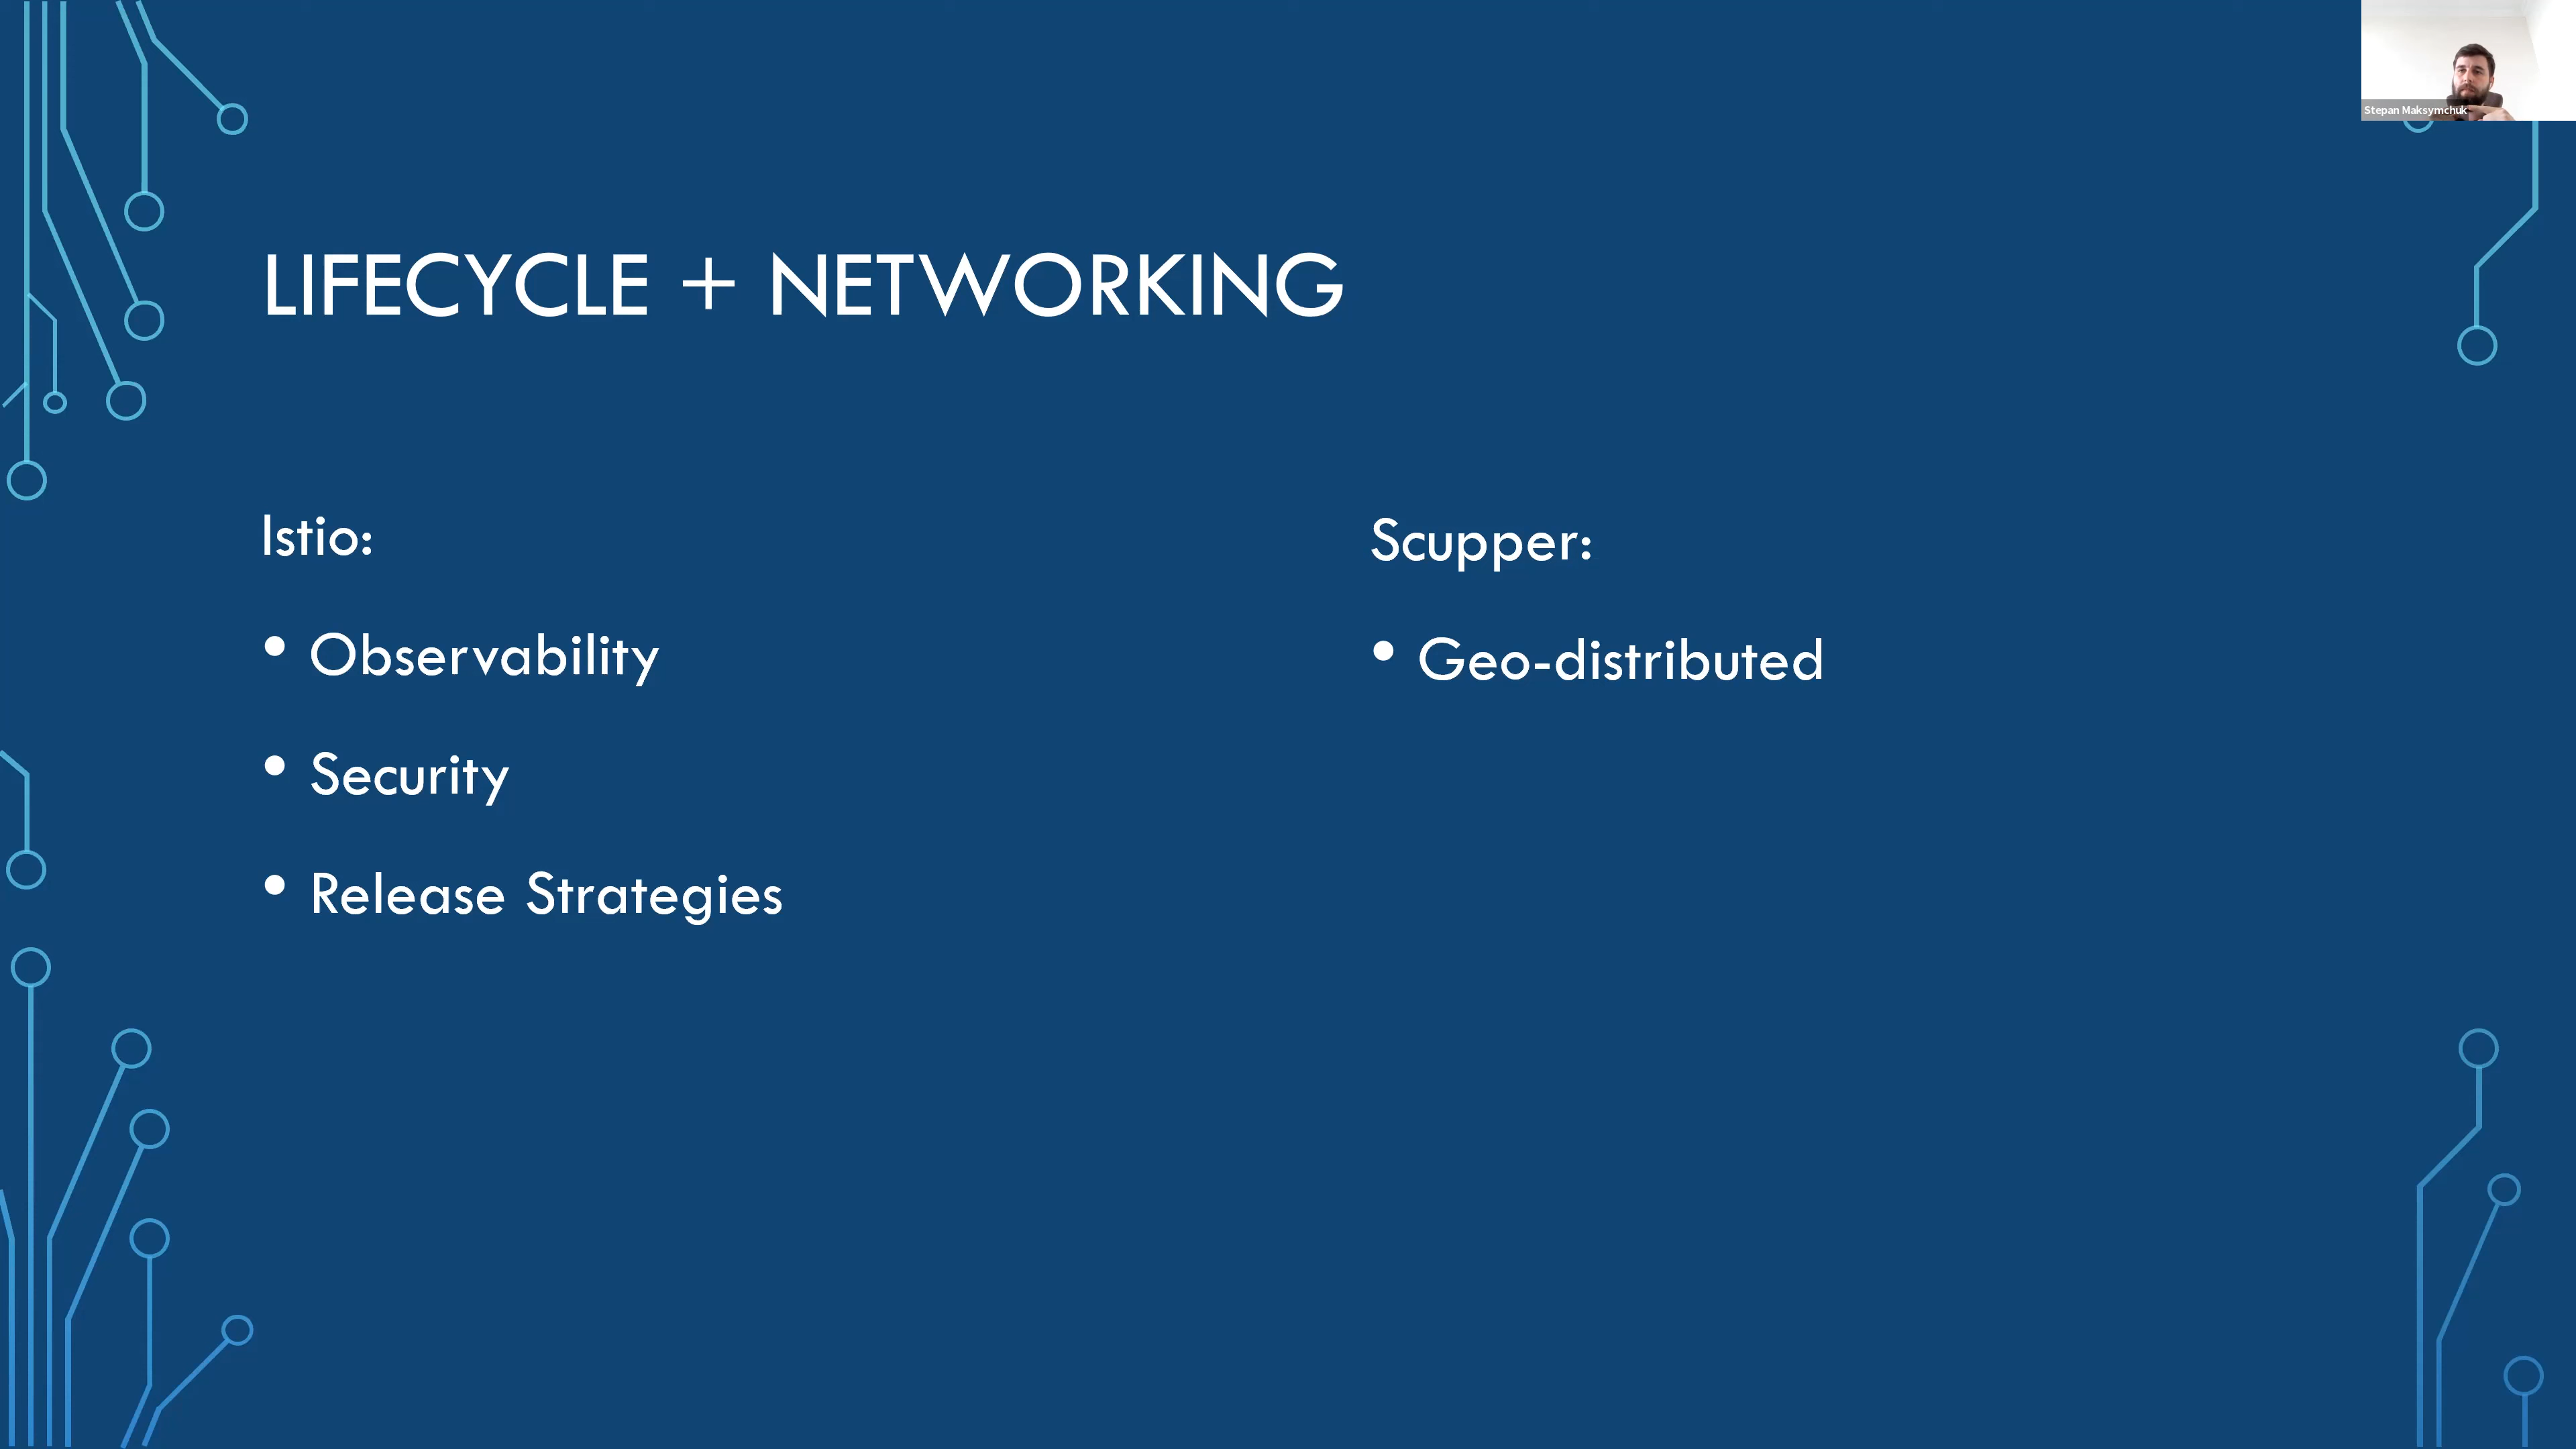 Stepan Maksymchuk
LIFECYCLE + NETWORKING
Istio:
• Observability
• Security
• Release Strategies
Scupper:
• Geo-distributed